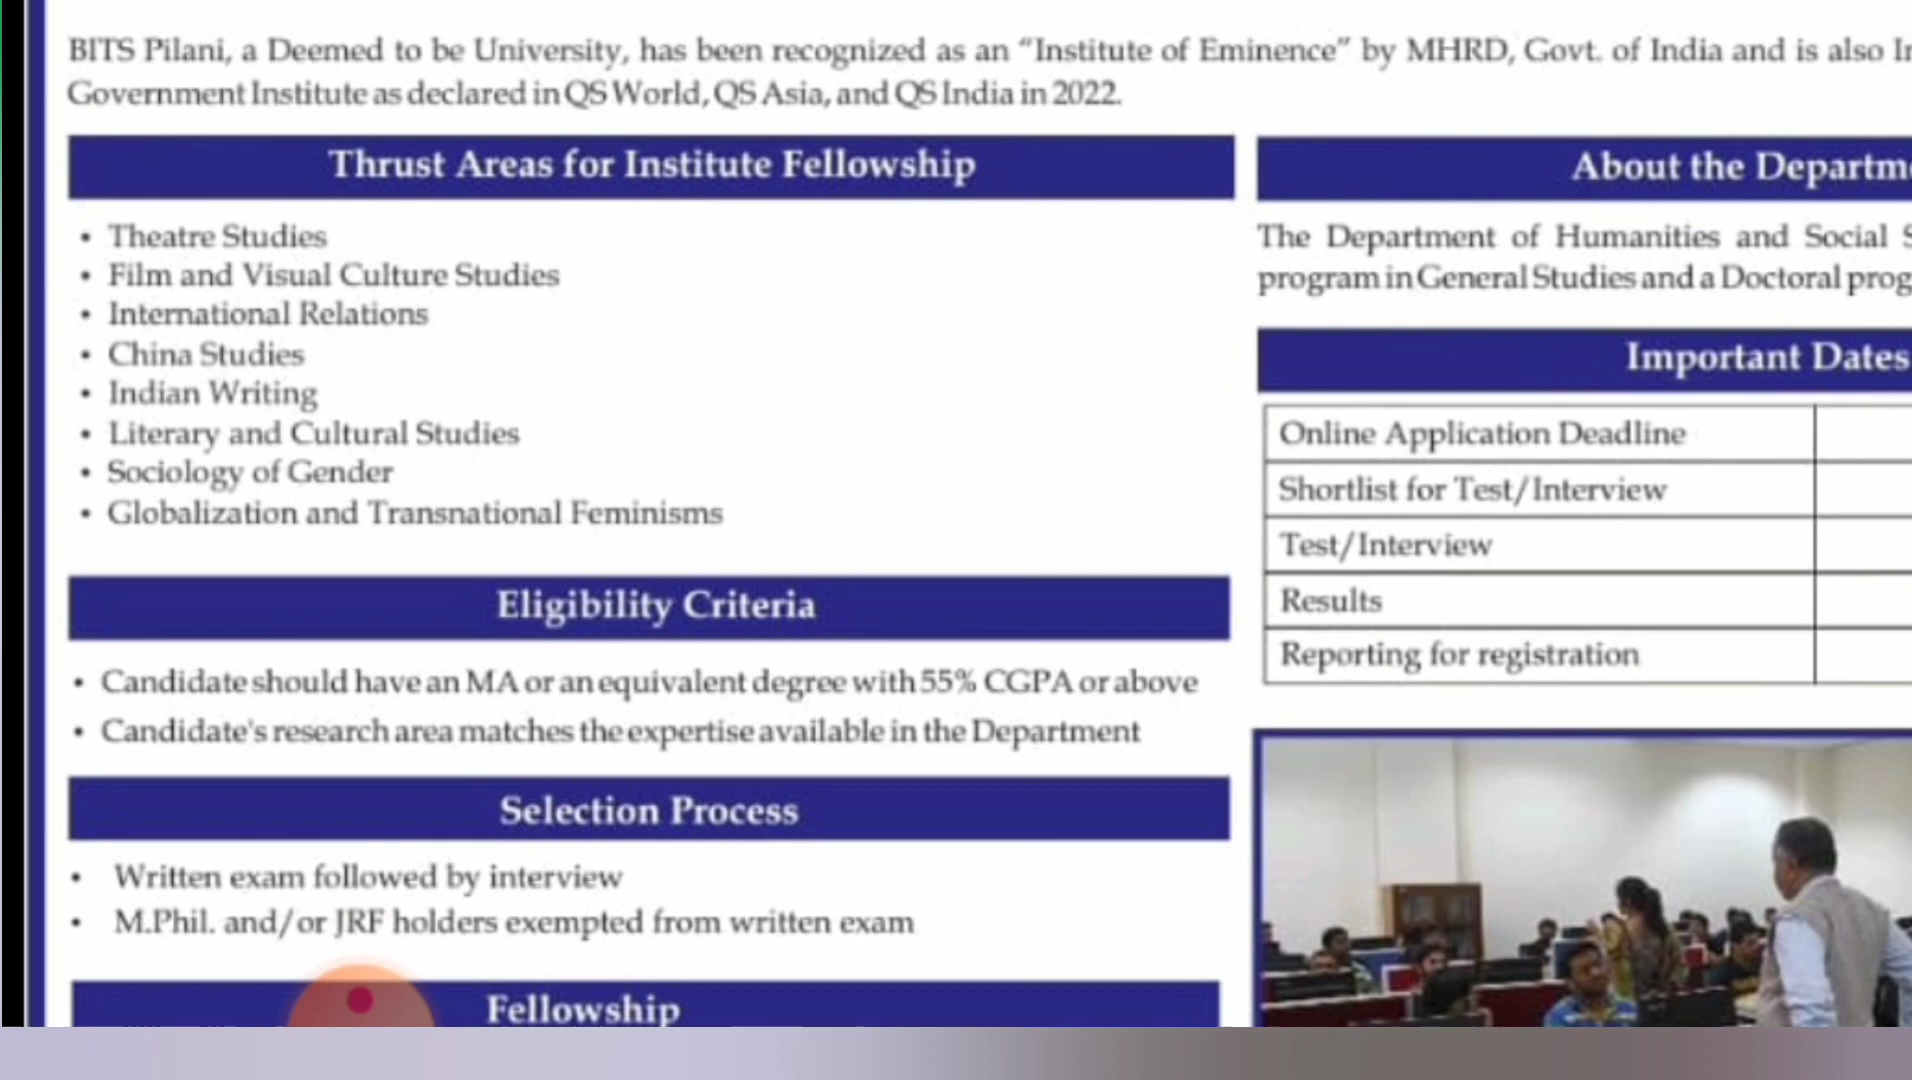 BITS Pilani, a Deemed to be University, has been recognized as an “Institute of Eminence” by MHRD, Govt. of India and is also
Government Institute as declared in QS World, QS Asia, and QS India in 2022.
Thrust Areas for Institute Fellowship
• Theatre Studies
• Film and Visual Culture Studies
• International Relations
• China Studies
• Indian Writing
• Literary and Cultural Studies
• Sociology of Gender
• Globalization and Transnational Feminisms
Eligibility Criteria
• Candidate should have an MA or an equivalent degree with 55% CGPA or above
• Candidate's research area matches the expertise available in the Department
Selection Process
• Written exam followed by interview
• M.Phil. and/or JRF holders exempted from written exam
Fellowship
About the Departm
The Department of Humanities and Social S
program in General Studies and a Doctoral prog
Important Dates
Online Application Deadline
Shortlist for Test/Interview
Test/Interview
Results
Reporting for registration